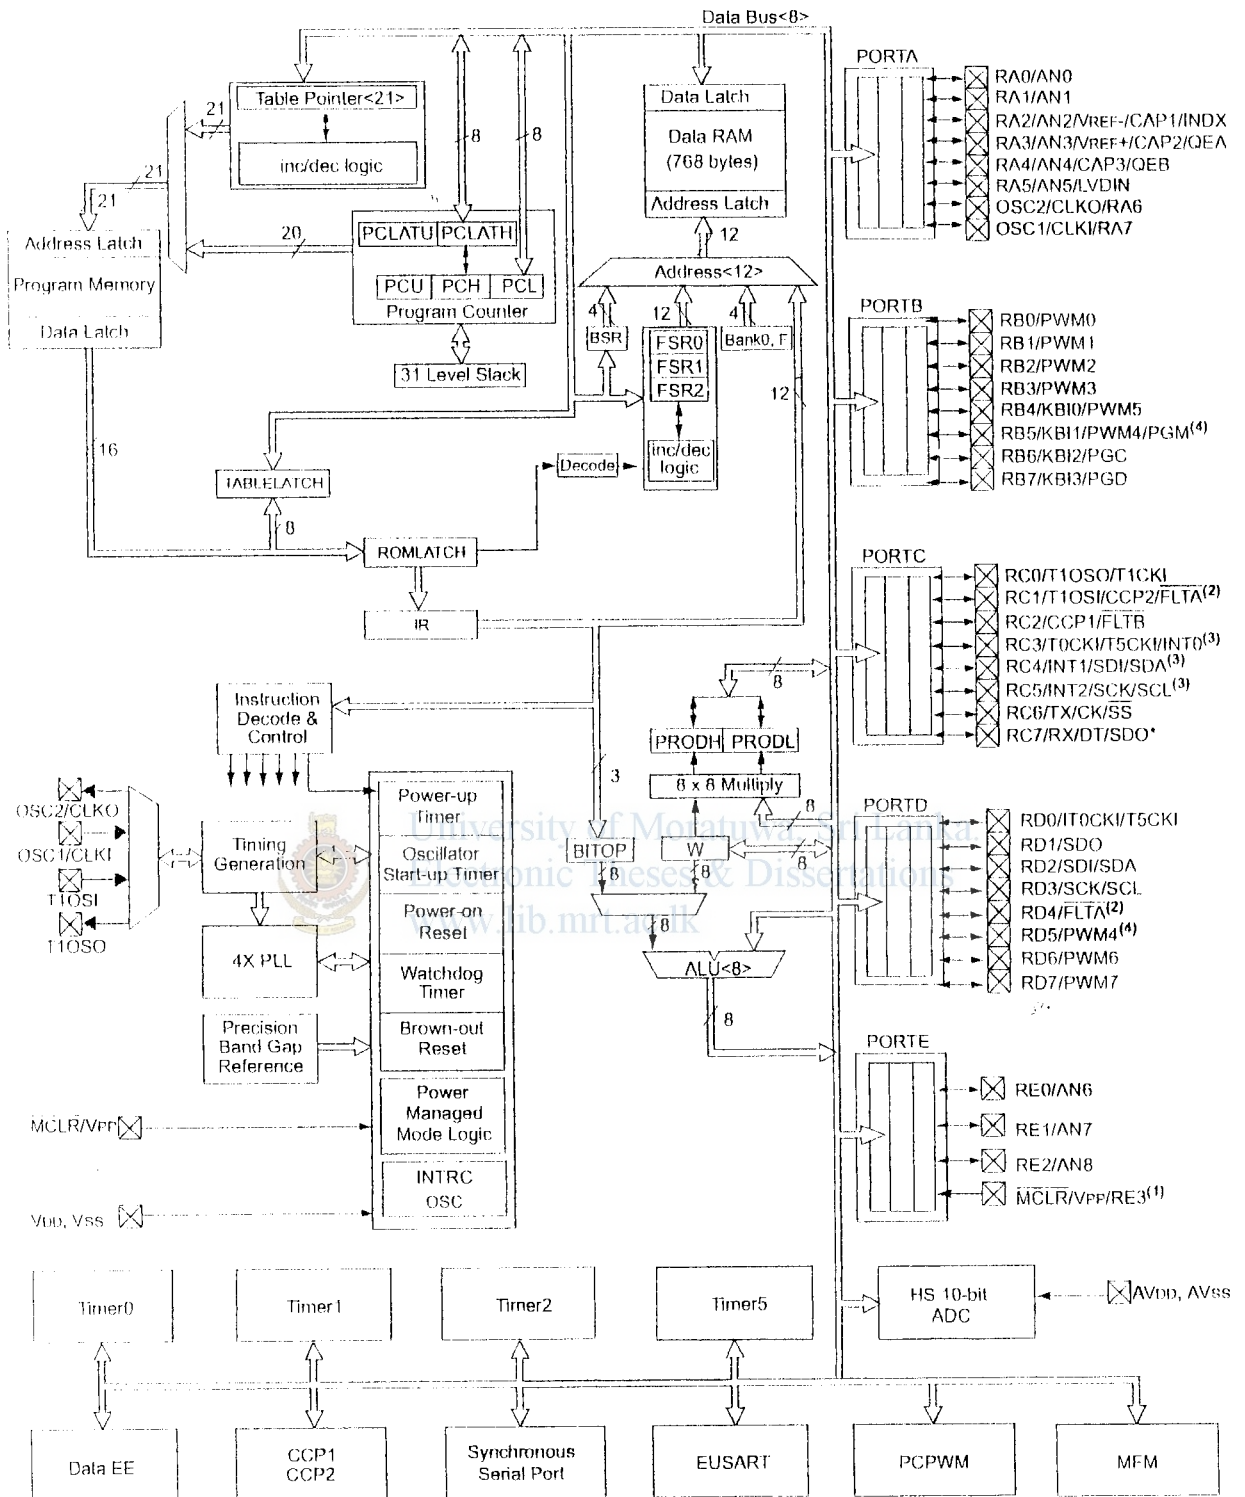 Data Bus<8>
Table Pointer<21>
inc/dec logic
21
21
21
20
8
8
Address Latch
Program Memory
Data Latch
16
PCLATU PCLATH
PCU PCH PCL
Program Counter
31 Level Stack
Data Latch
Data RAM
(768 bytes)
Address Latch
12
Address<12>
4
12
4
BSR
FSR0
FSR1
FSR2
Bank0, F
inc/dec
logic
12
TABLELATCH
8
Decode
ROMLATCH
IR
Instruction
Decode &
Control
8
PRODH PRODL
8 x 8 Multiply
3
8
BITOP
W
8
8
8
8
ALU<8>
8
OSC2/CLKO
OSC1/CLKI
T1OSI
T1OSO
Timing
Generation
4X PLL
Precision
Band Gap
Reference
MCLR/VPP
VDD, VSS
Power-up
Timer
Oscillator
Start-up Timer
Power-on
Reset
Watchdog
Timer
Brown-out
Reset
Power
Managed
Mode Logic
INTRC
OSC
University of Moratuwa, Sri Lanka.
Electronic Theses & Dissertations
www.lib.mrt.ac.lk
PORTA
RA0/AN0
RA1/AN1
RA2/AN2/VREF-/CAP1/INDX
RA3/AN3/VREF+/CAP2/QEA
RA4/AN4/CAP3/QEB
RA5/AN5/LVDIN
OSC2/CLKO/RA6
OSC1/CLKI/RA7
PORTB
RB0/PWM0
RB1/PWM1
RB2/PWM2
RB3/PWM3
RB4/KBI0/PWM5
RB5/KBI1/PWM4/PGM(4)
RB6/KBI2/PGC
RB7/KBI3/PGD
PORTC
RC0/T1OSO/T1CKI
RC1/T1OSI/CCP2/FLTA(2)
RC2/CCP1/FLTB
RC3/T0CKI/T5CKI/INT0(3)
RC4/INT1/SDI/SDA(3)
RC5/INT2/SCK/SCL(3)
RC6/TX/CK/SS
RC7/RX/DT/SDO*
PORTD
RD0/IT0CKI/T5CKI
RD1/SDO
RD2/SDI/SDA
RD3/SCK/SCL
RD4/FLTA(2)
RD5/PWM4(4)
RD6/PWM6
RD7/PWM7
PORTE
RE0/AN6
RE1/AN7
RE2/AN8
MCLR/VPP/RE3(1)
Timer0
Timer1
Timer2
Timer5
HS 10-bit
ADC
AVDD, AVSS
Data EE
CCP1
CCP2
Synchronous
Serial Port
EUSART
PCPWM
MFM